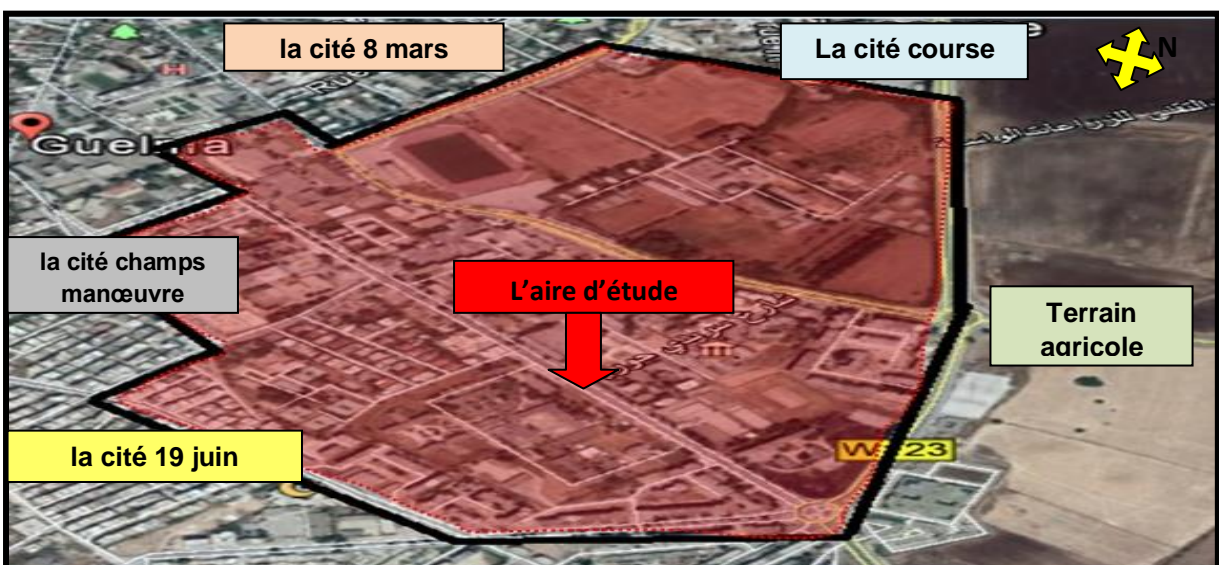 la cité 8 mars
La cité course
N
Guelma
la cité champs
manœuvre
L'aire d'étude
Terrain
agricole
la cité 19 juin